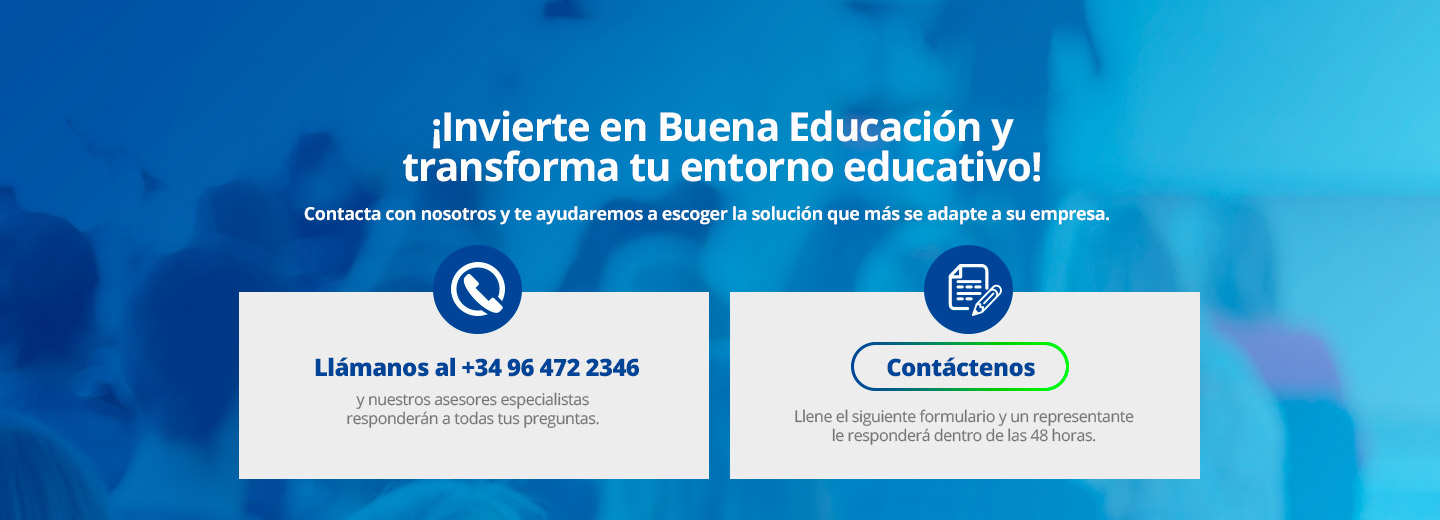 ¡Invierte en Buena Educación y
transforma tu entorno educativo!
Contacta con nosotros y te ayudaremos a escoger la solución que más se adapte a su empresa.
Llámanos al +34 96 472 2346
y nuestros asesores especialistas
responderán a todas tus preguntas.
Contáctenos
Llene el siguiente formulario y un representante
le responderá dentro de las 48 horas.